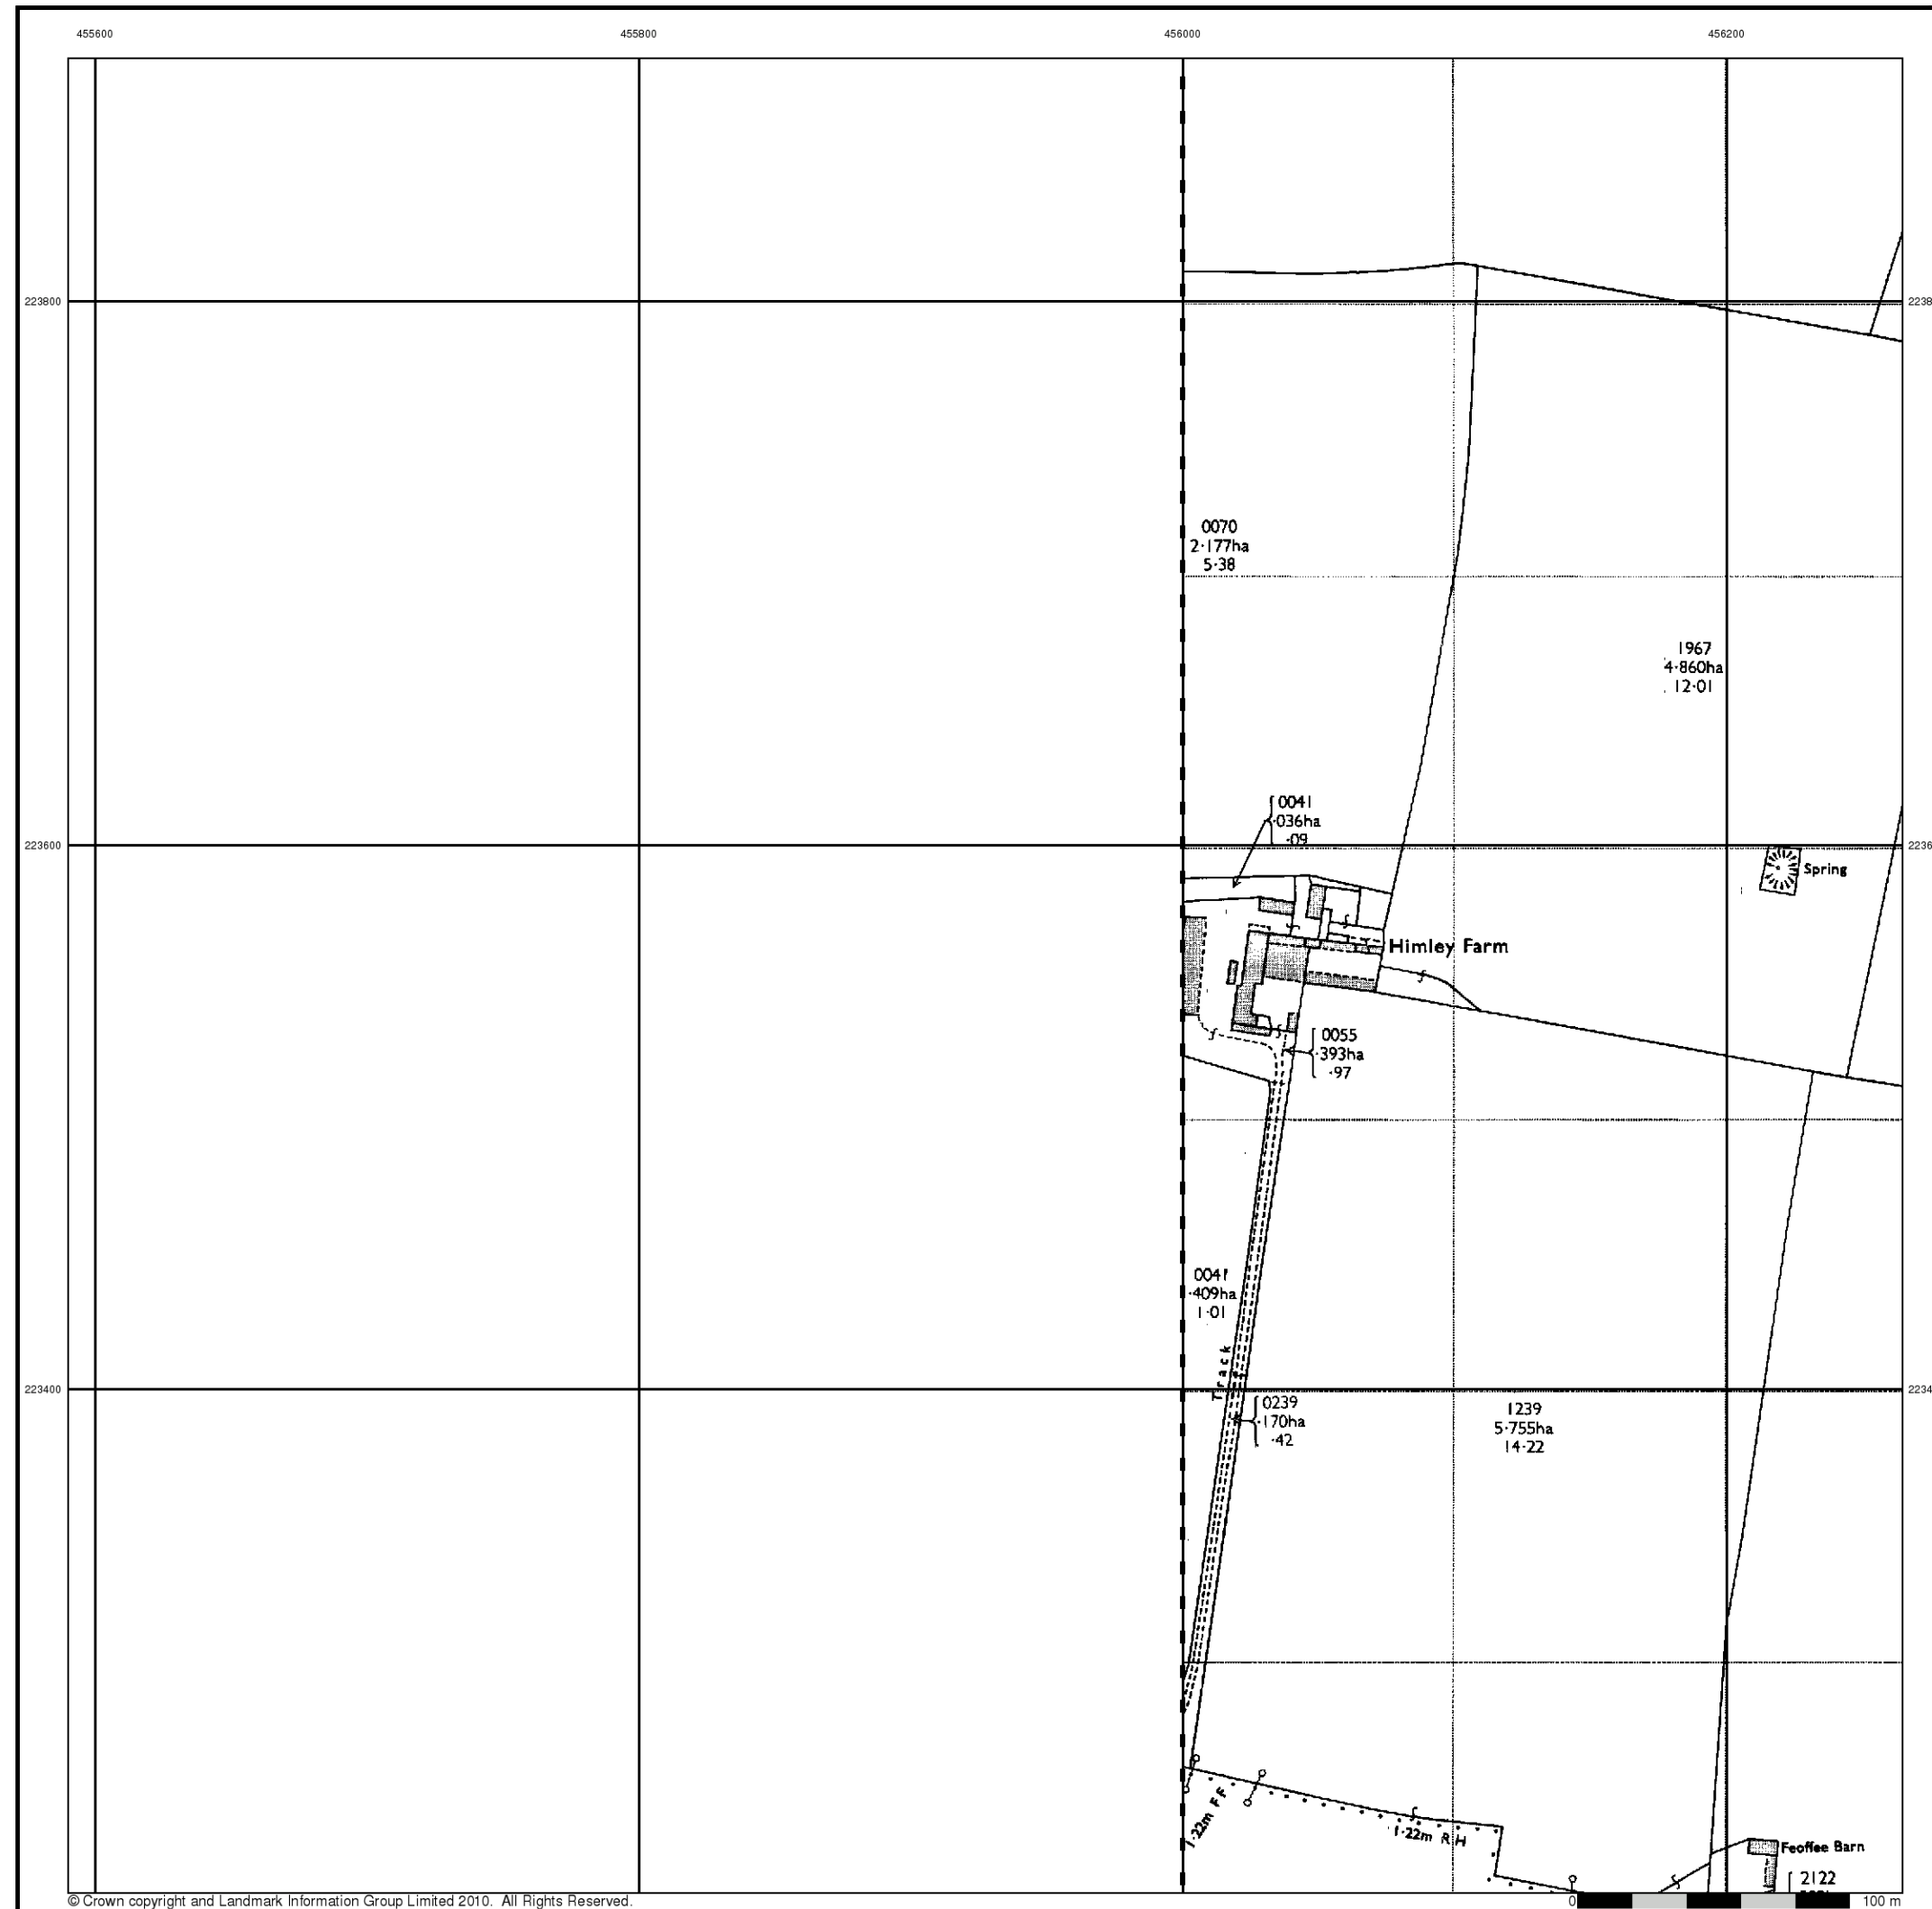 455600 455800 456000 456200
223800 2238
0070
2·177ha
5·38
1967
4·860ha
12·01
0041
·036ha
·09
223600 2236
Spring
Himley Farm
0055
·393ha
·97
0041
·409ha
1·01
Track
223400 2234
0239
·170ha
·42
1239
5·755ha
14·22
1·22m FF
1·22m RH
Feoffee Barn
2122
© Crown copyright and Landmark Information Group Limited 2010. All Rights Reserved.
0 100 m